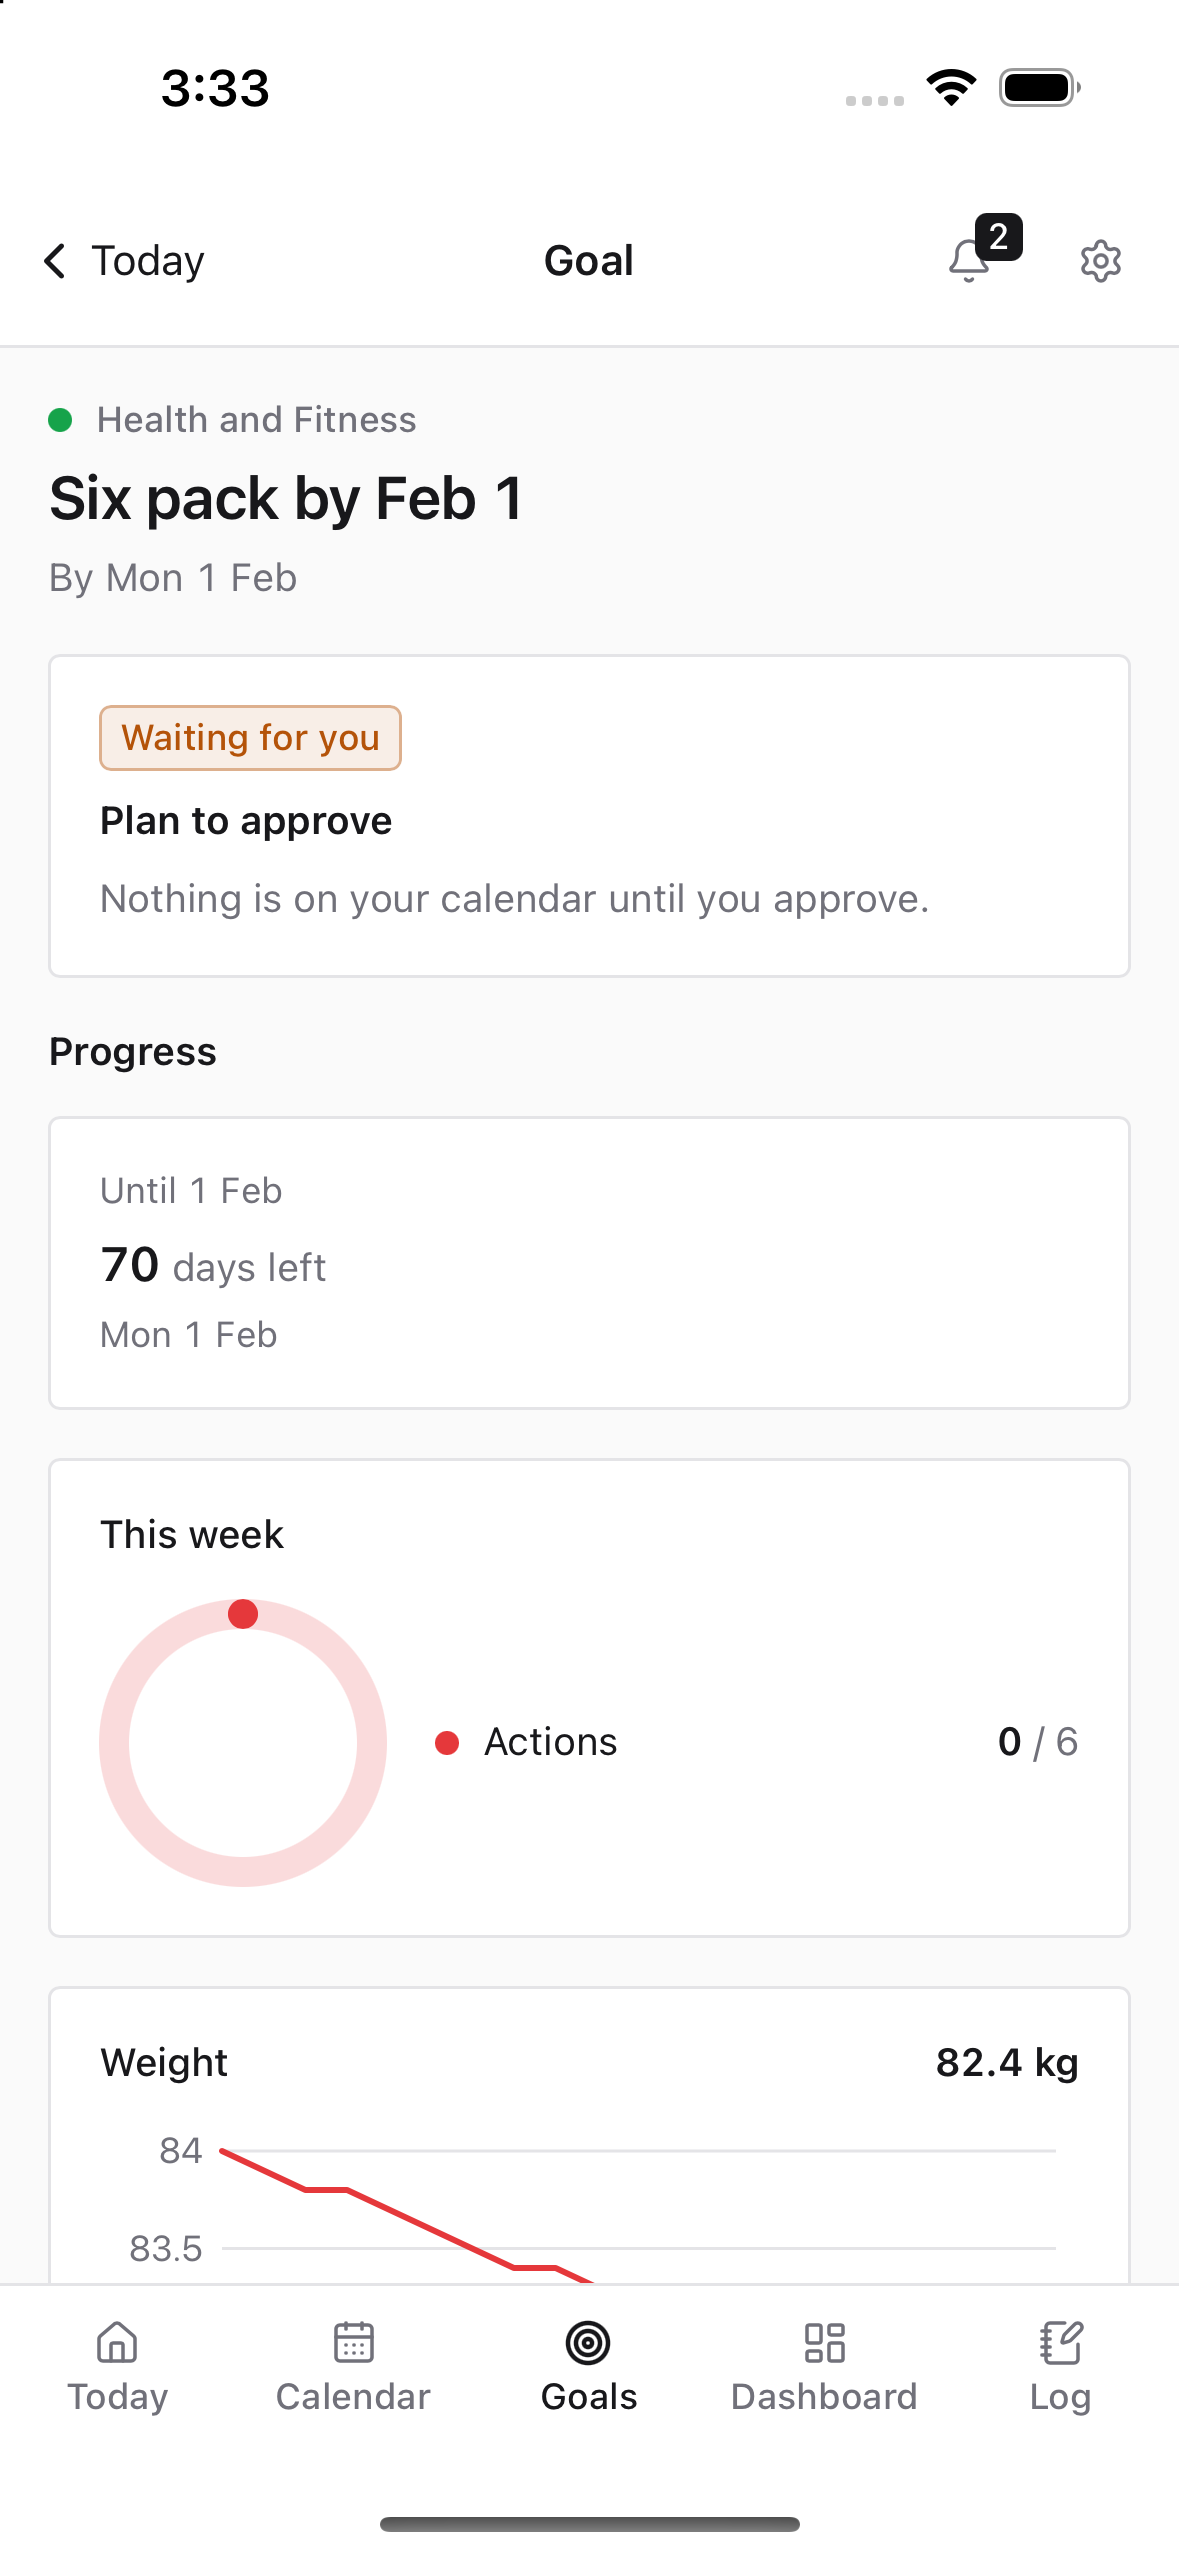 3:33
Today
Goal
2
Health and Fitness
Six pack by Feb 1
By Mon 1 Feb
Waiting for you
Plan to approve
Nothing is on your calendar until you approve.
Progress
Until 1 Feb
70 days left
Mon 1 Feb
This week
Actions 0 / 6
Weight 82.4 kg
84
83.5
Today Calendar Goals Dashboard Log